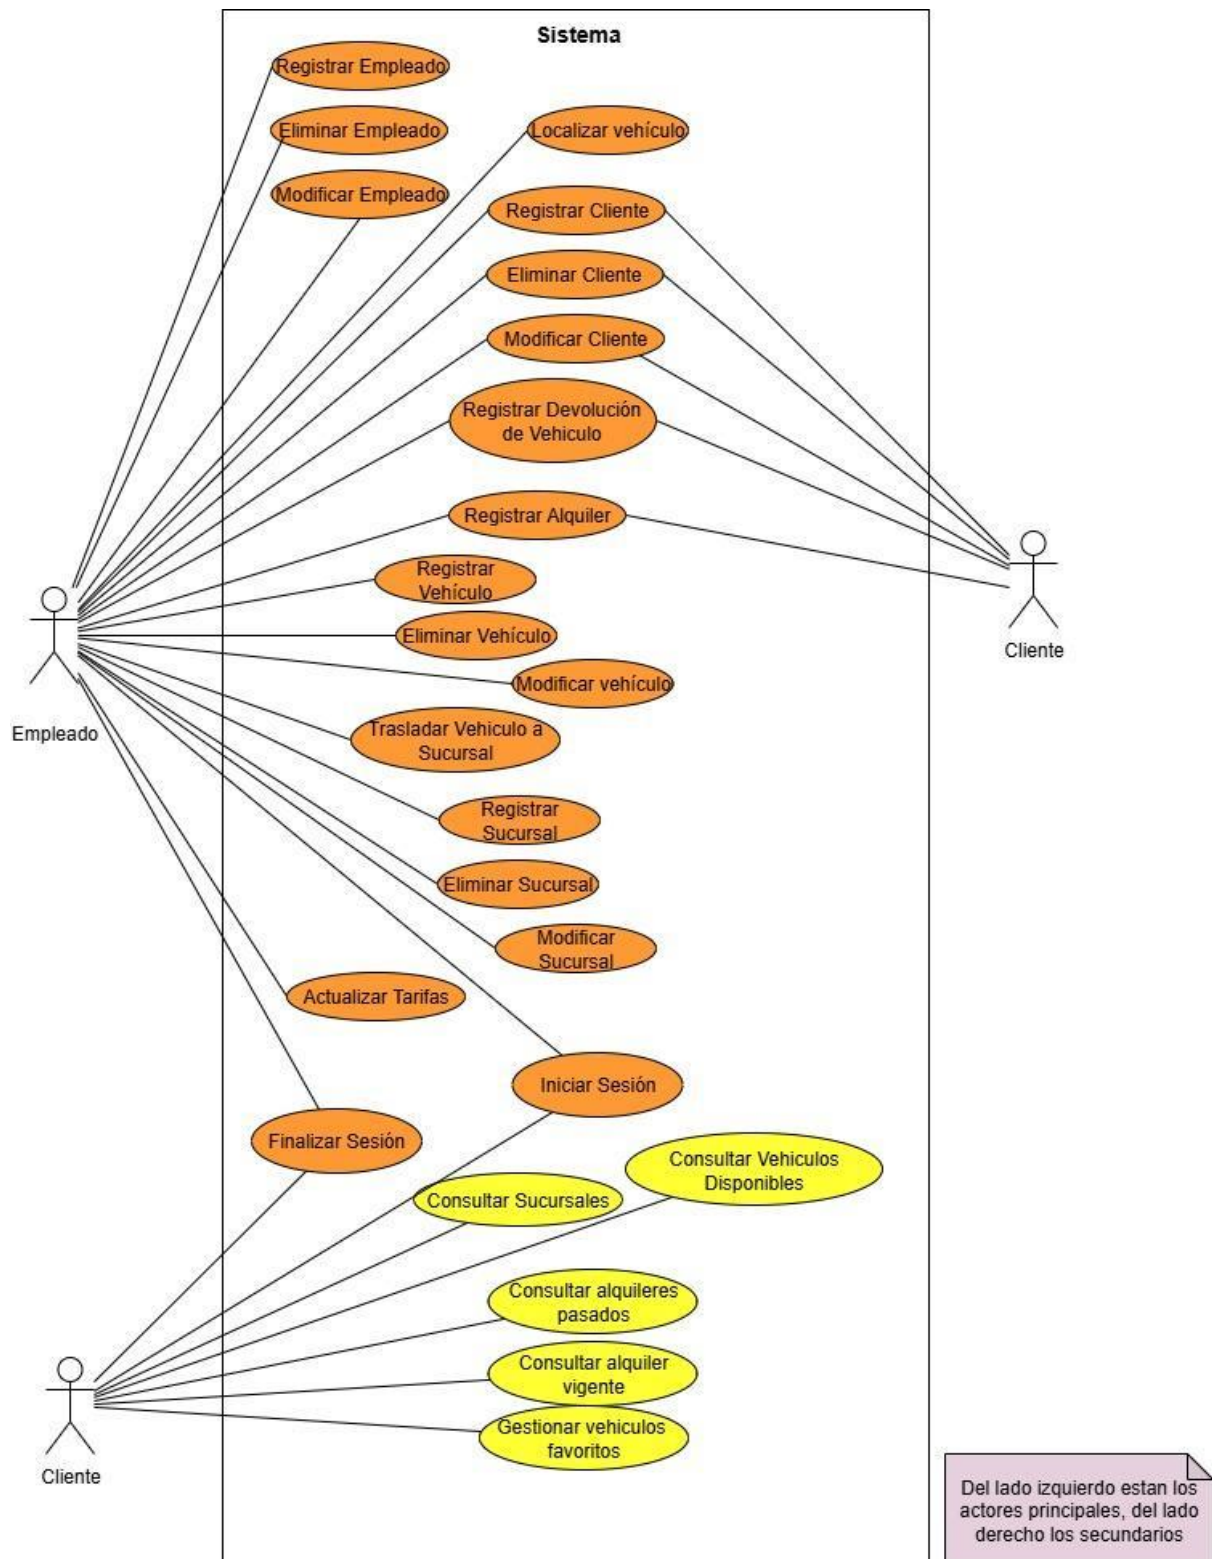 Sistema
Registrar Empleado
Eliminar Empleado
Localizar vehículo
Modificar Empleado
Registrar Cliente
Eliminar Cliente
Modificar Cliente
Registrar Devolución
de Vehiculo
Registrar Alquiler
Registrar
Vehículo
Eliminar Vehículo
Cliente
Modificar vehículo
Empleado
Trasladar Vehiculo a
Sucursal
Registrar
Sucursal
Eliminar Sucursal
Modificar
Sucursal
Actualizar Tarifas
Iniciar Sesión
Finalizar Sesión
Consultar Vehiculos
Disponibles
Consultar Sucursales
Consultar alquileres
pasados
Consultar alquiler
vigente
Gestionar vehiculos
favoritos
Cliente
Del lado izquierdo estan los
actores principales, del lado
derecho los secundarios